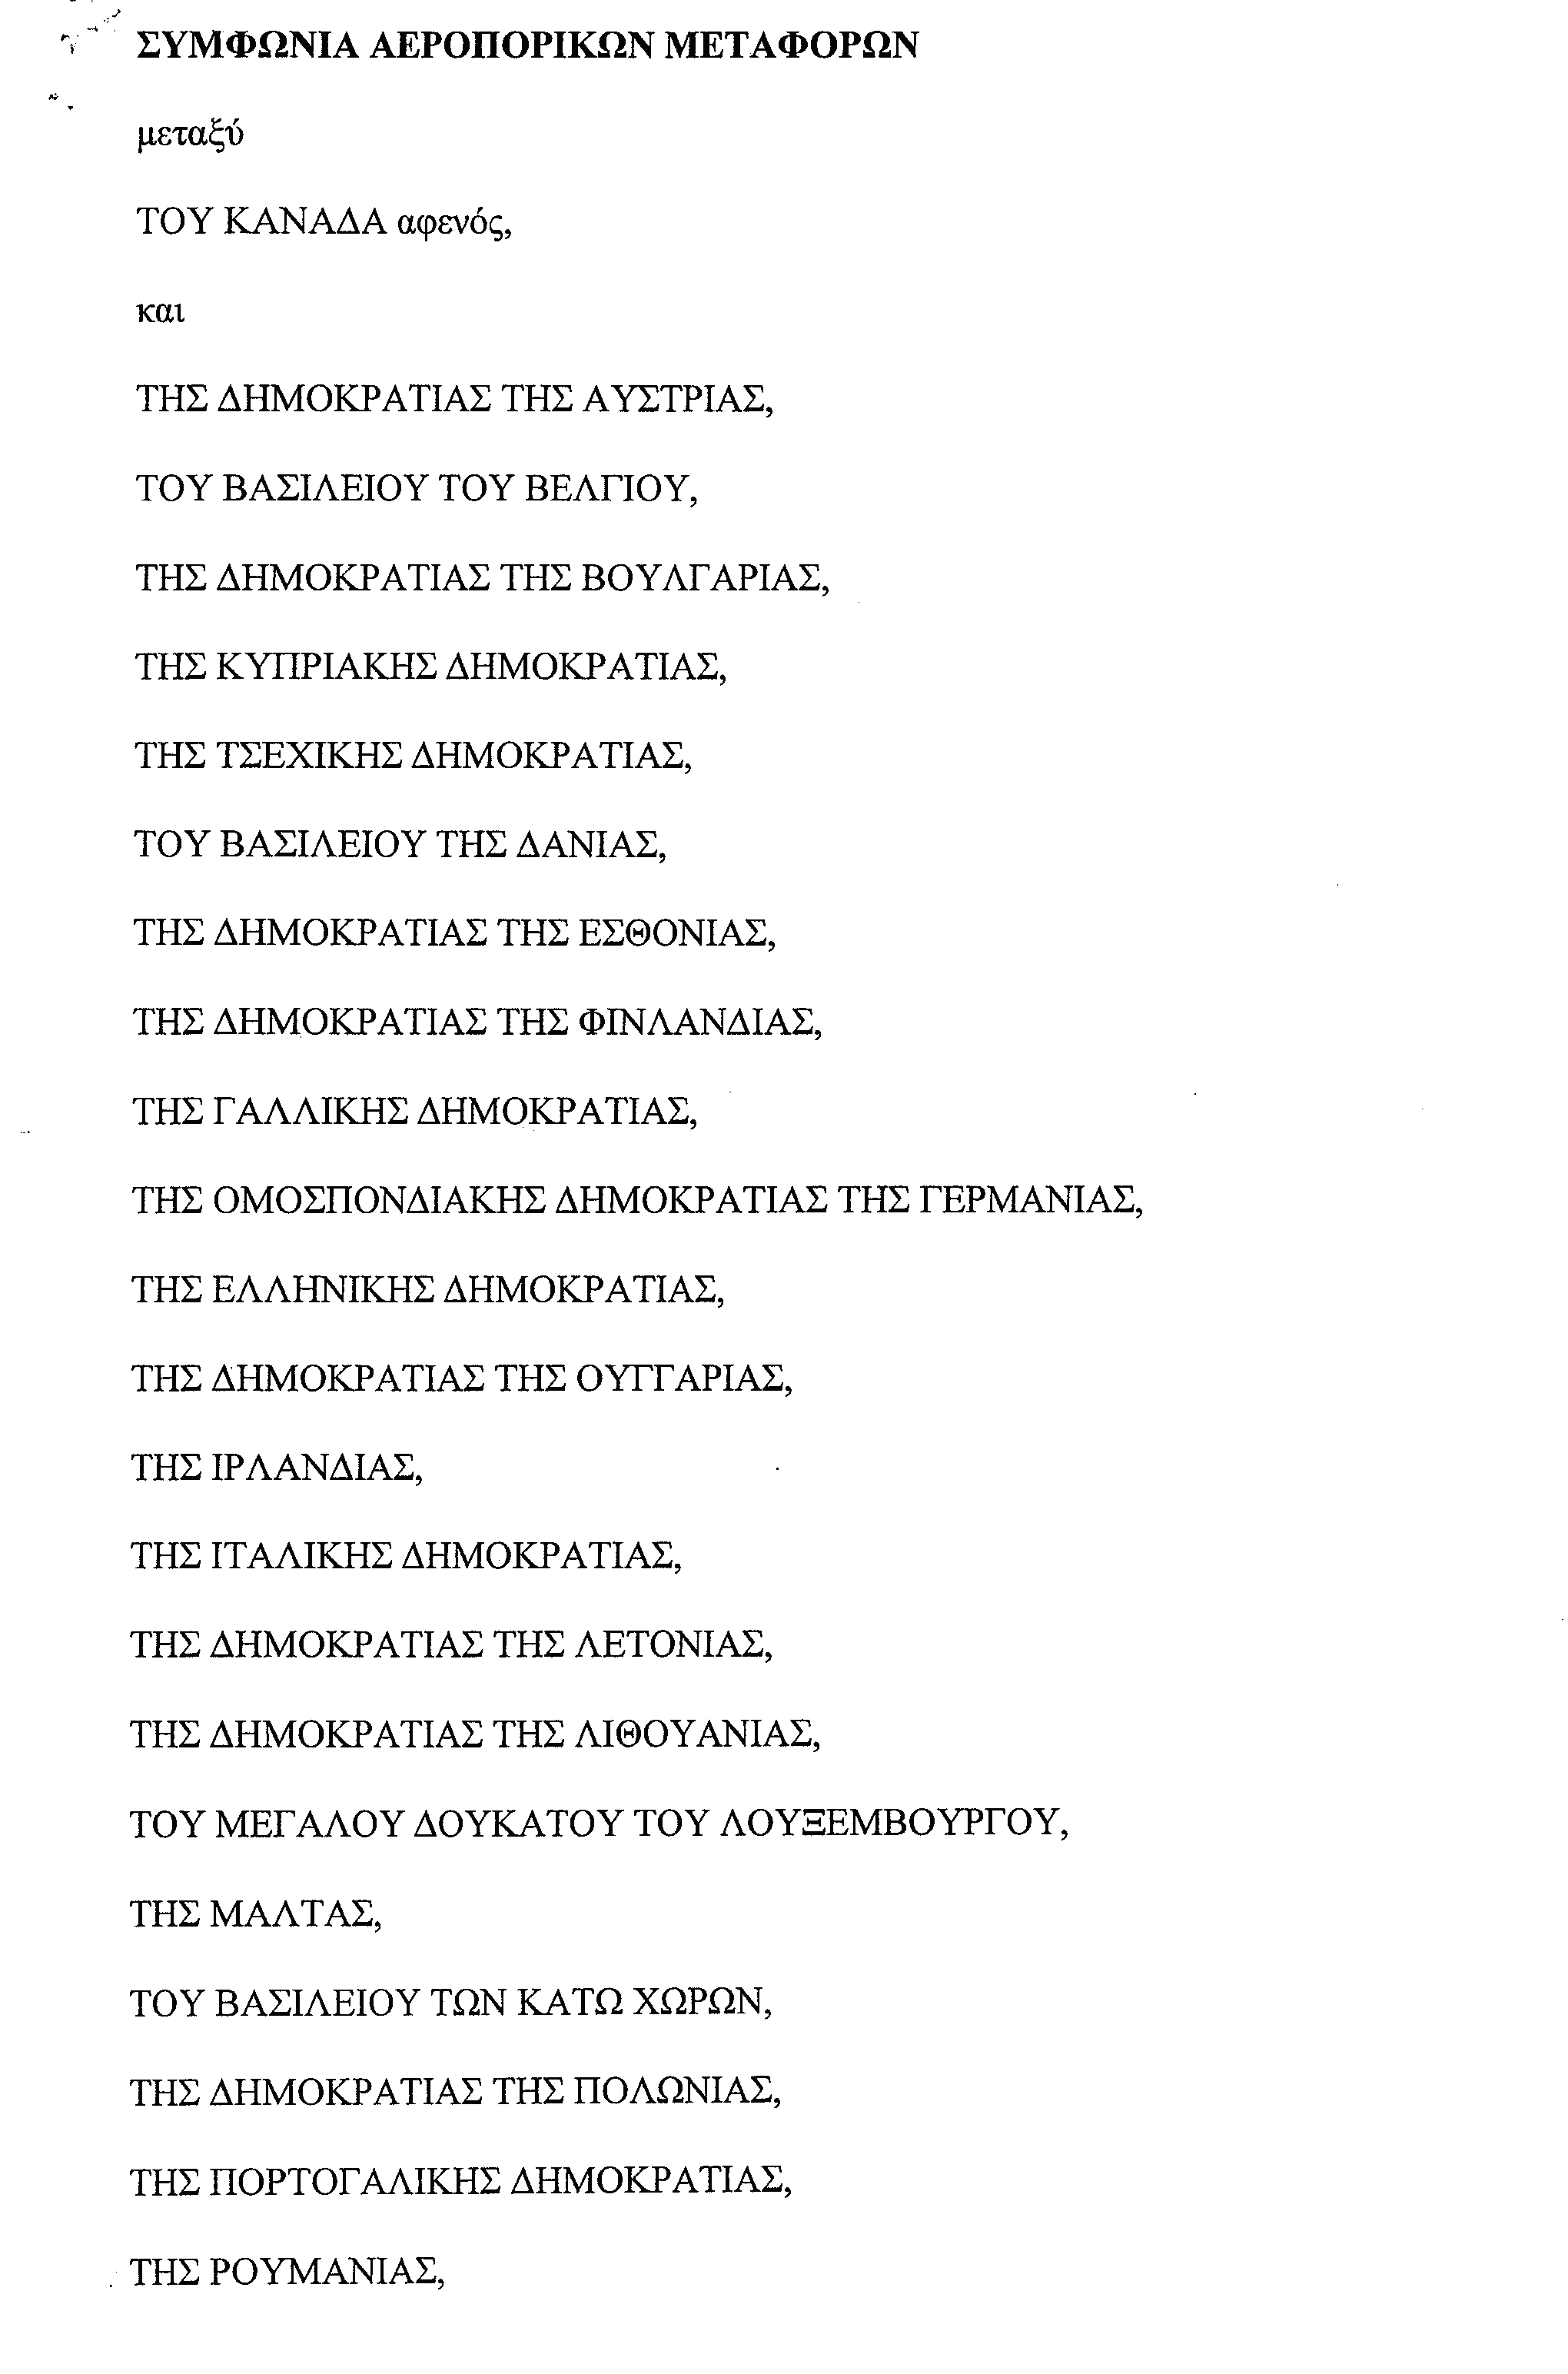 ΣΥΜΦΩΝΙΑ ΑΕΡΟΠΟΡΙΚΩΝ ΜΕΤΑΦΟΡΩΝ
μεταξύ
ΤΟΥ ΚΑΝΑΔΑ αφενός,
και
ΤΗΣ ΔΗΜΟΚΡΑΤΙΑΣ ΤΗΣ ΑΥΣΤΡΙΑΣ,
ΤΟΥ ΒΑΣΙΛΕΙΟΥ ΤΟΥ ΒΕΛΓΙΟΥ,
ΤΗΣ ΔΗΜΟΚΡΑΤΙΑΣ ΤΗΣ ΒΟΥΛΓΑΡΙΑΣ,
ΤΗΣ ΚΥΠΡΙΑΚΗΣ ΔΗΜΟΚΡΑΤΙΑΣ,
ΤΗΣ ΤΣΕΧΙΚΗΣ ΔΗΜΟΚΡΑΤΙΑΣ,
ΤΟΥ ΒΑΣΙΛΕΙΟΥ ΤΗΣ ΔΑΝΙΑΣ,
ΤΗΣ ΔΗΜΟΚΡΑΤΙΑΣ ΤΗΣ ΕΣΘΟΝΙΑΣ,
ΤΗΣ ΔΗΜΟΚΡΑΤΙΑΣ ΤΗΣ ΦΙΝΛΑΝΔΙΑΣ,
ΤΗΣ ΓΑΛΛΙΚΗΣ ΔΗΜΟΚΡΑΤΙΑΣ,
ΤΗΣ ΟΜΟΣΠΟΝΔΙΑΚΗΣ ΔΗΜΟΚΡΑΤΙΑΣ ΤΗΣ ΓΕΡΜΑΝΙΑΣ,
ΤΗΣ ΕΛΛΗΝΙΚΗΣ ΔΗΜΟΚΡΑΤΙΑΣ,
ΤΗΣ ΔΗΜΟΚΡΑΤΙΑΣ ΤΗΣ ΟΥΓΓΑΡΙΑΣ,
ΤΗΣ ΙΡΛΑΝΔΙΑΣ,
ΤΗΣ ΙΤΑΛΙΚΗΣ ΔΗΜΟΚΡΑΤΙΑΣ,
ΤΗΣ ΔΗΜΟΚΡΑΤΙΑΣ ΤΗΣ ΛΕΤΟΝΙΑΣ,
ΤΗΣ ΔΗΜΟΚΡΑΤΙΑΣ ΤΗΣ ΛΙΘΟΥΑΝΙΑΣ,
ΤΟΥ ΜΕΓΑΛΟΥ ΔΟΥΚΑΤΟΥ ΤΟΥ ΛΟΥΞΕΜΒΟΥΡΓΟΥ,
ΤΗΣ ΜΑΛΤΑΣ,
ΤΟΥ ΒΑΣΙΛΕΙΟΥ ΤΩΝ ΚΑΤΩ ΧΩΡΩΝ,
ΤΗΣ ΔΗΜΟΚΡΑΤΙΑΣ ΤΗΣ ΠΟΛΩΝΙΑΣ,
ΤΗΣ ΠΟΡΤΟΓΑΛΙΚΗΣ ΔΗΜΟΚΡΑΤΙΑΣ,
ΤΗΣ ΡΟΥΜΑΝΙΑΣ,